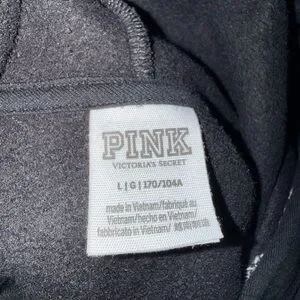 PINK
VICTORIA'S SECRET
L | G | 170/104A
made in Vietnam/fabriqué au
Vietnam/hecho en Vietnam/
fabbricato in Vietnam/